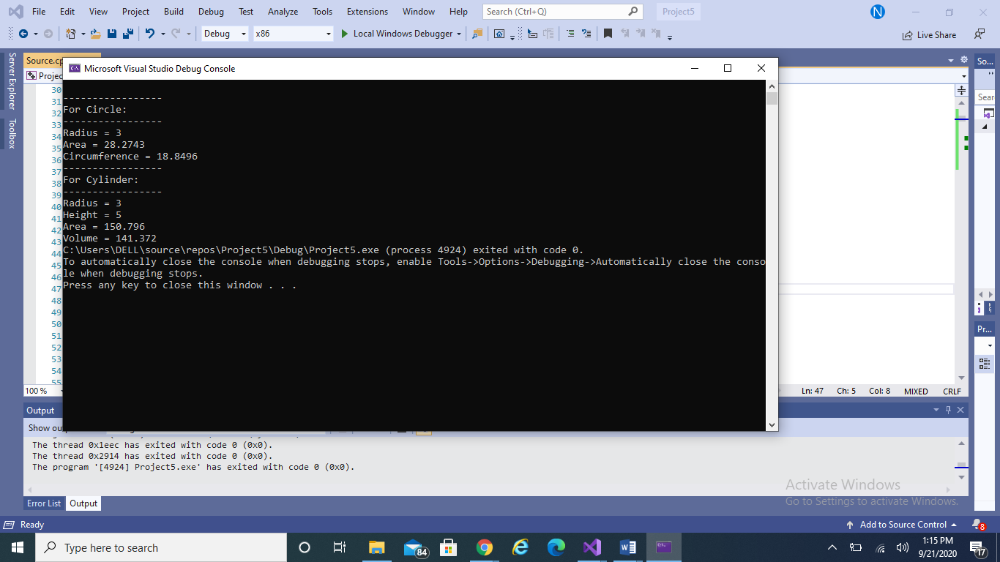 File Edit View Project Build Debug Test Analyze Tools Extensions Window Help Search (Ctrl+Q) Project5 N
Debug x86 Local Windows Debugger Live Share
Server Explorer
Toolbox
Source.cp
Projec
So...
Sear
Pr...
Microsoft Visual Studio Debug Console
30
31
32
33
34
35
36
37
38
39
40
41
42
43
44
45
46
47
48
49
50
51
52
53
54
55
-----------------
For Circle:
-----------------
Radius = 3
Area = 28.2743
Circumference = 18.8496
-----------------
For Cylinder:
-----------------
Radius = 3
Height = 5
Area = 150.796
Volume = 141.372
C:\Users\DELL\source\repos\Project5\Debug\Project5.exe (process 4924) exited with code 0.
To automatically close the console when debugging stops, enable Tools->Options->Debugging->Automatically close the conso
le when debugging stops.
Press any key to close this window . . .
100 % Ln: 47 Ch: 5 Col: 8 MIXED CRLF
Output
Show ou
The thread 0x1eec has exited with code 0 (0x0).
The thread 0x2914 has exited with code 0 (0x0).
The program '[4924] Project5.exe' has exited with code 0 (0x0).
Activate Windows
Go to Settings to activate Windows.
Error List Output
Ready Add to Source Control 8
Type here to search 84 1:15 PM
9/21/2020 17